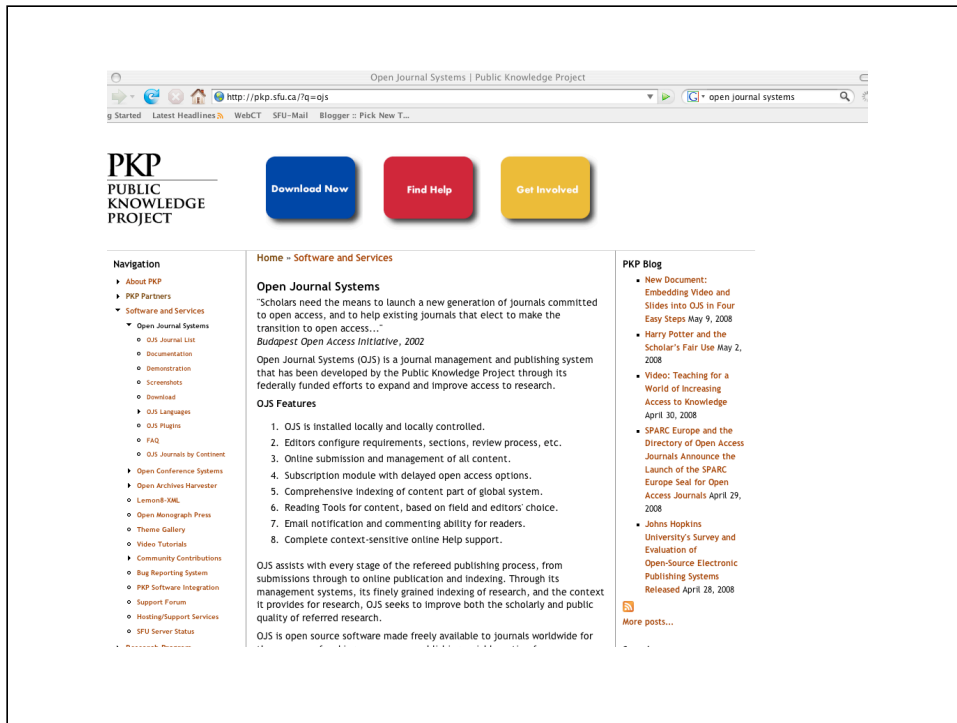 Open Journal Systems | Public Knowledge Project
http://pkp.sfu.ca/?q=ojs
open journal systems
g Started Latest Headlines WebCT SFU-Mail Blogger :: Pick New T...
PKP
PUBLIC
KNOWLEDGE
PROJECT
Download Now
Find Help
Get Involved
Navigation
About PKP
PKP Partners
Software and Services
Open Journal Systems
OJS Journal List
Documentation
Demonstration
Screenshots
Download
OJS Languages
OJS Plugins
FAQ
OJS Journals by Continent
Open Conference Systems
Open Archives Harvester
Lemon8-XML
Open Monograph Press
Theme Gallery
Video Tutorials
Community Contributions
Bug Reporting System
PKP Software Integration
Support Forum
Hosting/Support Services
SFU Server Status
Home » Software and Services
Open Journal Systems
"Scholars need the means to launch a new generation of journals committed
to open access, and to help existing journals that elect to make the
transition to open access..."
Budapest Open Access Initiative, 2002
Open Journal Systems (OJS) is a journal management and publishing system
that has been developed by the Public Knowledge Project through its
federally funded efforts to expand and improve access to research.
OJS Features
1. OJS is installed locally and locally controlled.
2. Editors configure requirements, sections, review process, etc.
3. Online submission and management of all content.
4. Subscription module with delayed open access options.
5. Comprehensive indexing of content part of global system.
6. Reading Tools for content, based on field and editors' choice.
7. Email notification and commenting ability for readers.
8. Complete context-sensitive online Help support.
OJS assists with every stage of the refereed publishing process, from
submissions through to online publication and indexing. Through its
management systems, its finely grained indexing of research, and the context
it provides for research, OJS seeks to improve both the scholarly and public
quality of referred research.
OJS is open source software made freely available to journals worldwide for
PKP Blog
New Document:
Embedding Video and
Slides into OJS in Four
Easy Steps May 9, 2008
Harry Potter and the
Scholar's Fair Use May 2,
2008
Video: Teaching for a
World of Increasing
Access to Knowledge
April 30, 2008
SPARC Europe and the
Directory of Open Access
Journals Announce the
Launch of the SPARC
Europe Seal for Open
Access Journals April 29,
2008
Johns Hopkins
University's Survey and
Evaluation of
Open-Source Electronic
Publishing Systems
Released April 28, 2008
More posts...